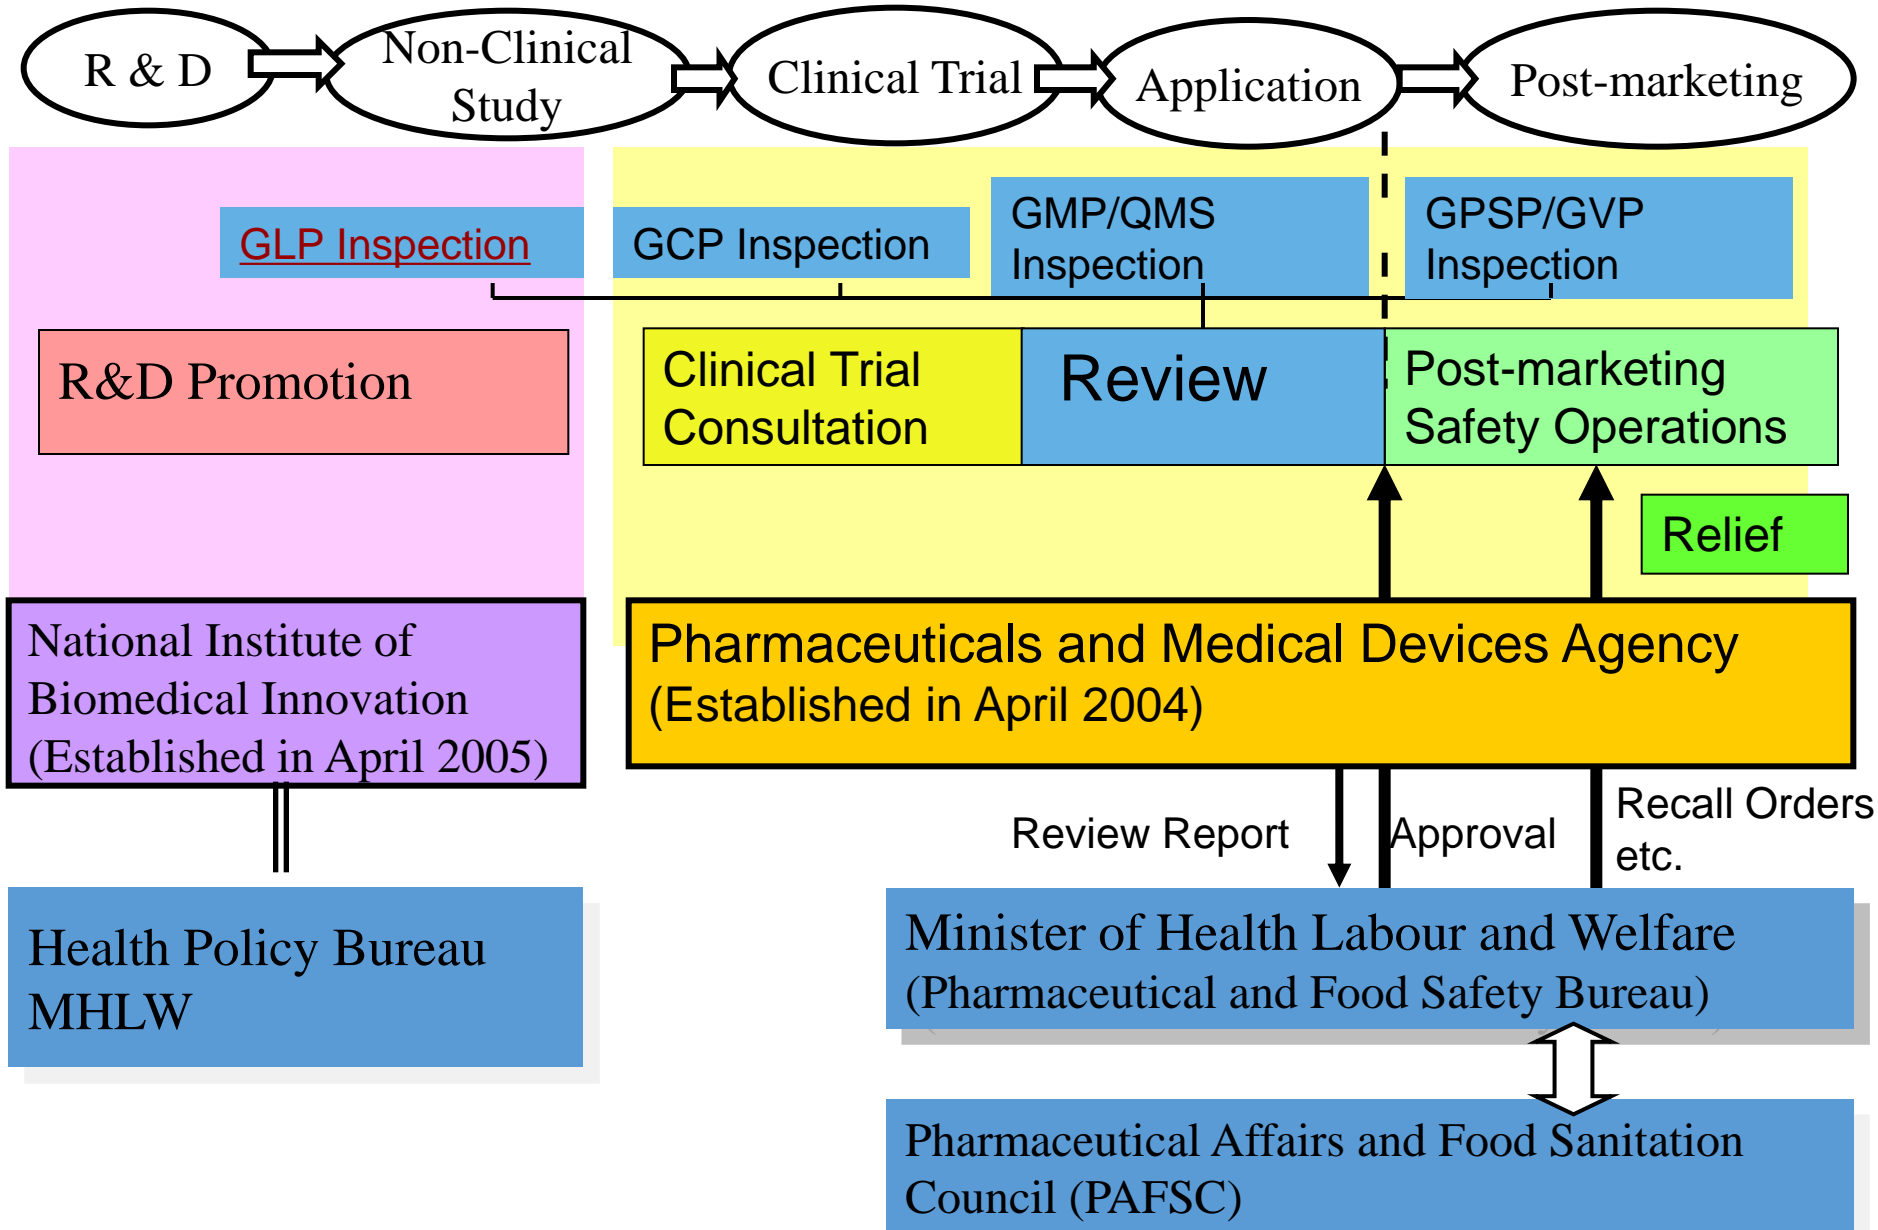 R & D
Non-Clinical
Study
Clinical Trial
Application
Post-marketing
GLP Inspection
GCP Inspection
GMP/QMS
Inspection
GPSP/GVP
Inspection
R&D Promotion
Clinical Trial
Consultation
Review
Post-marketing
Safety Operations
Relief
National Institute of
Biomedical Innovation
(Established in April 2005)
Pharmaceuticals and Medical Devices Agency
(Established in April 2004)
Review Report
Approval
Recall Orders
etc.
Health Policy Bureau
MHLW
Minister of Health Labour and Welfare
(Pharmaceutical and Food Safety Bureau)
Pharmaceutical Affairs and Food Sanitation
Council (PAFSC)